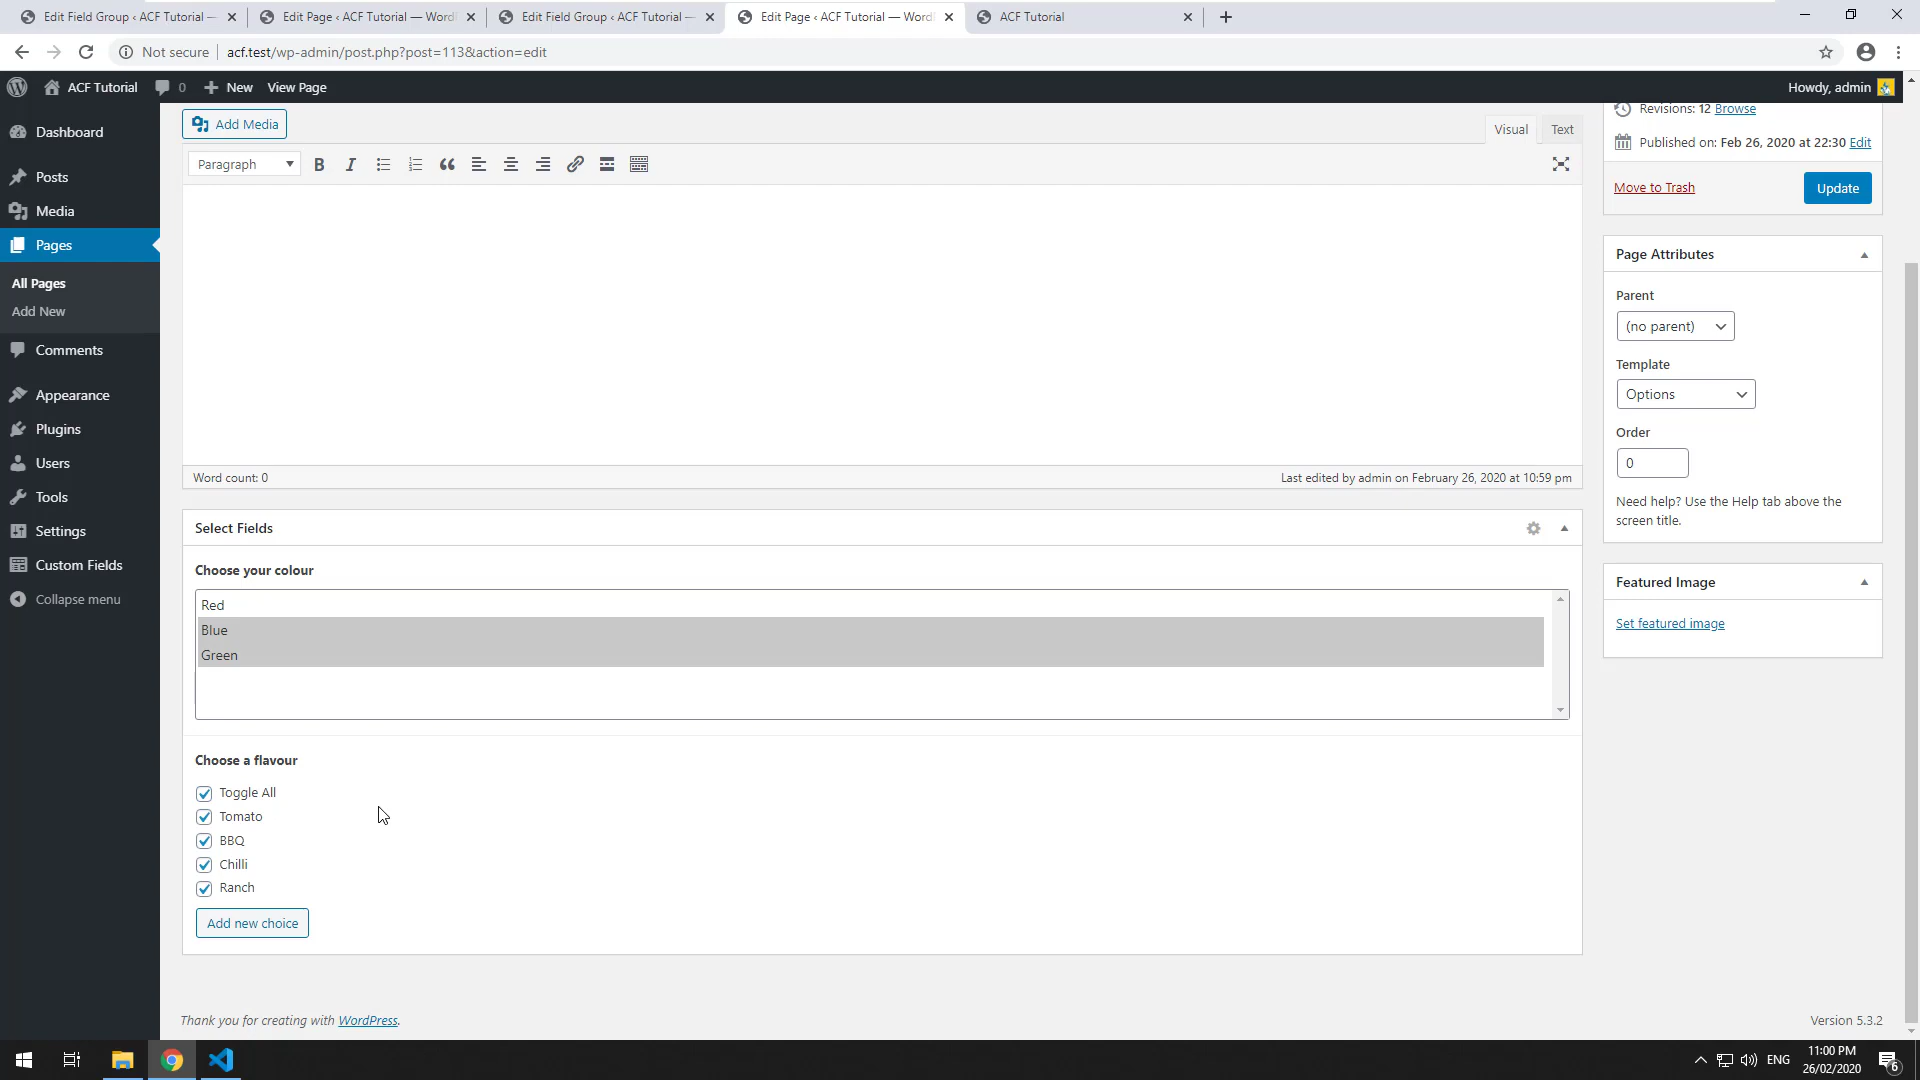 Edit Field Group ‹ ACF Tutorial —
Edit Page ‹ ACF Tutorial — Word
Edit Field Group ‹ ACF Tutorial —
Edit Page ‹ ACF Tutorial — Word
ACF Tutorial
Not secure
acf.test/wp-admin/post.php?post=113&action=edit
ACF Tutorial
0
New
View Page
Howdy, admin
Dashboard
Posts
Media
Pages
All Pages
Add New
Comments
Appearance
Plugins
Users
Tools
Settings
Custom Fields
Collapse menu
Add Media
Visual
Text
Paragraph
Word count: 0
Last edited by admin on February 26, 2020 at 10:59 pm
Select Fields
Choose your colour
Red
Blue
Green
Choose a flavour
Toggle All
Tomato
BBQ
Chilli
Ranch
Add new choice
Revisions: 12 Browse
Published on: Feb 26, 2020 at 22:30 Edit
Move to Trash
Update
Page Attributes
Parent
(no parent)
Template
Options
Order
0
Need help? Use the Help tab above the
screen title.
Featured Image
Set featured image
Thank you for creating with WordPress.
Version 5.3.2
ENG
11:00 PM
26/02/2020
6